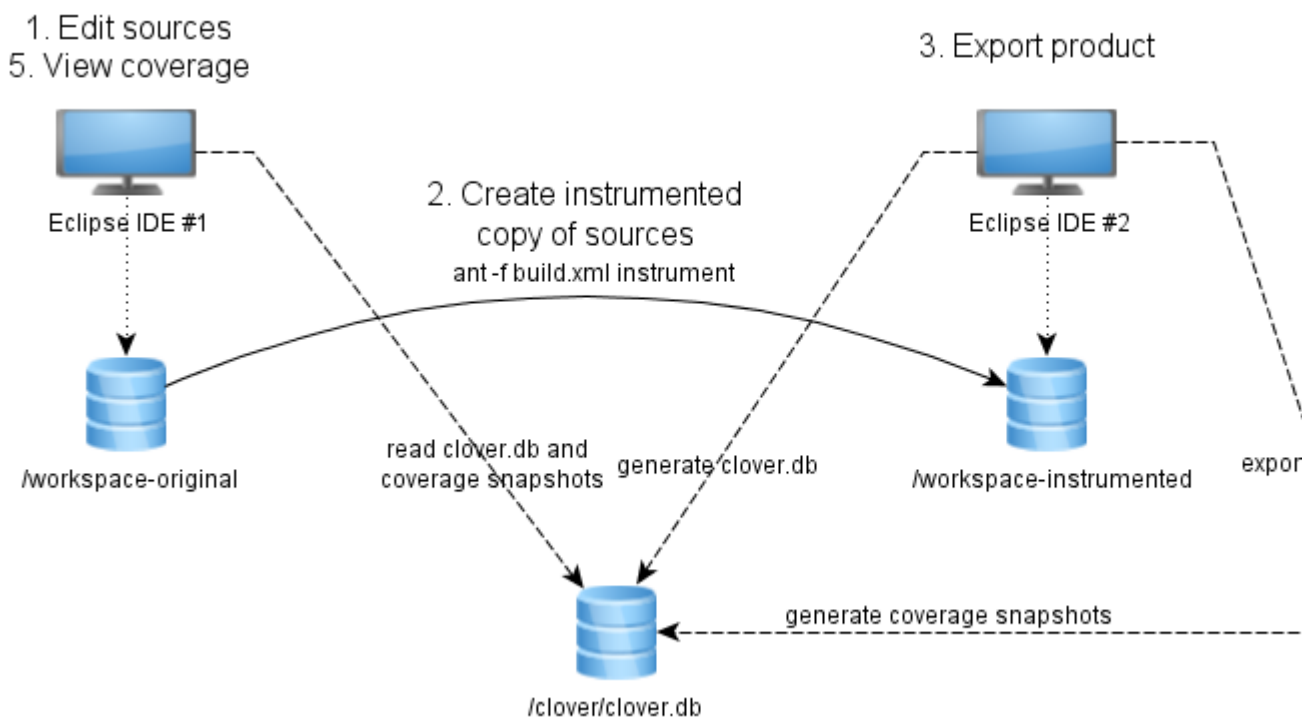 1. Edit sources
5. View coverage
3. Export product
Eclipse IDE #1
2. Create instrumented
copy of sources
ant -f build.xml instrument
Eclipse IDE #2
read clover.db and
coverage snapshots
generate clover.db
/workspace-original
/workspace-instrumented
expor
generate coverage snapshots
/clover/clover.db